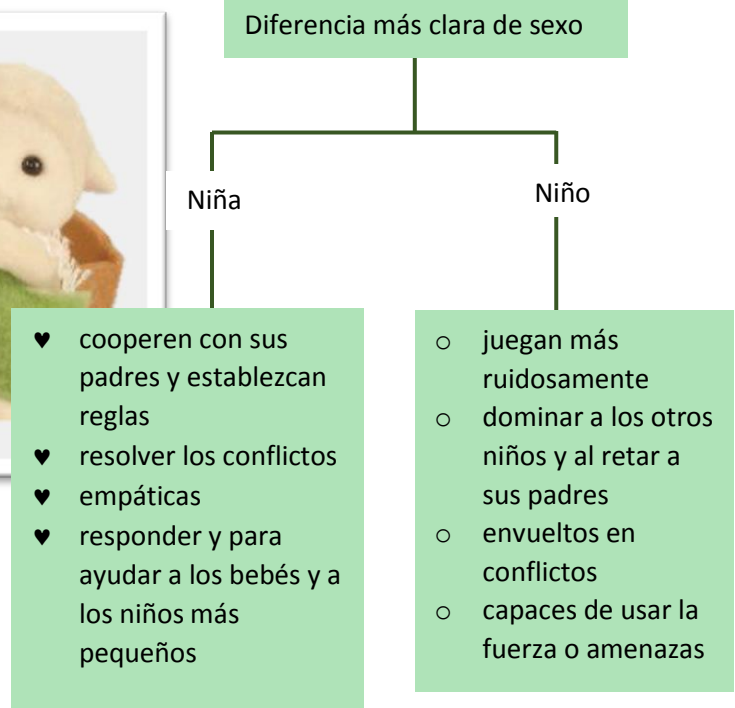 Diferencia más clara de sexo
Niña
Niño
♥ cooperen con sus
padres y establezcan
reglas
♥ resolver los conflictos
♥ empáticas
♥ responder y para
ayudar a los bebés y a
los niños más
pequeños
○ juegan más
ruidosamente
○ dominar a los otros
niños y al retar a
sus padres
○ envueltos en
conflictos
○ capaces de usar la
fuerza o amenazas